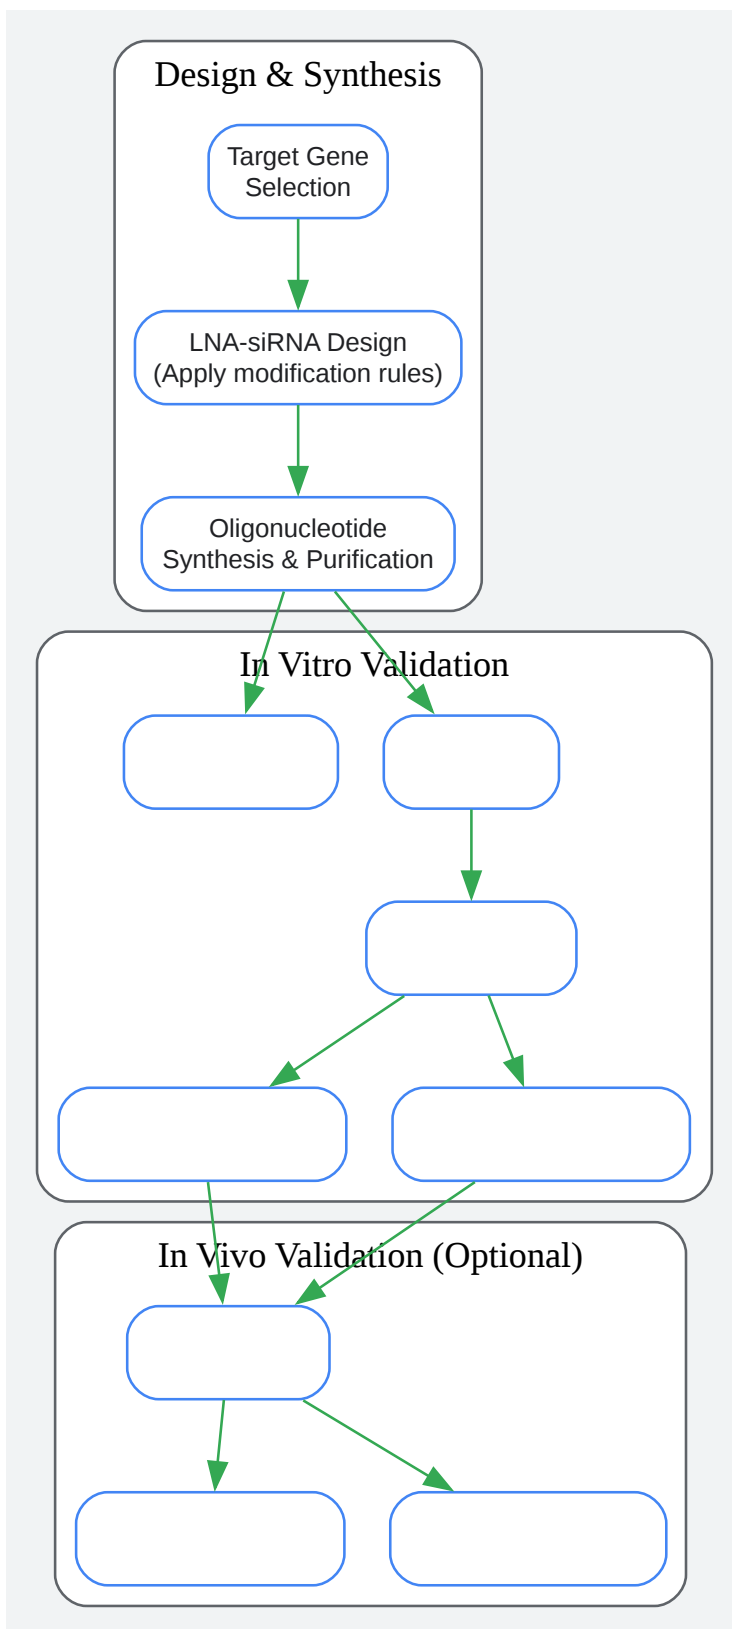 Design & Synthesis
Target Gene
Selection
LNA-siRNA Design
(Apply modification rules)
Oligonucleotide
Synthesis & Purification
In Vitro Validation
In Vivo Validation (Optional)